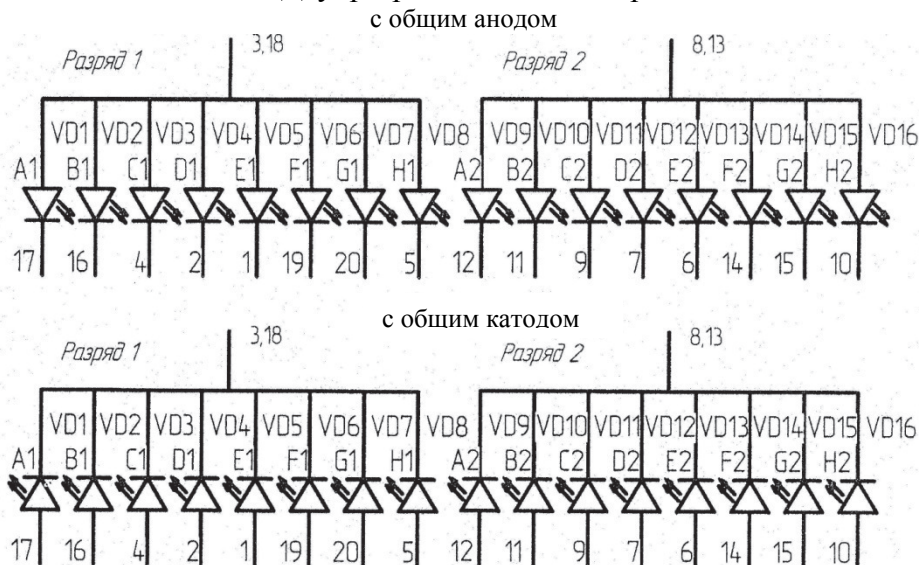 с общим анодом
Разряд 1 3,18 Разряд 2 8,13
VD1 VD2 VD3 VD4 VD5 VD6 VD7 VD8 VD9 VD10 VD11 VD12 VD13 VD14 VD15 VD16
A1 B1 C1 D1 E1 F1 G1 H1 A2 B2 C2 D2 E2 F2 G2 H2
17 16 4 2 1 19 20 5 12 11 9 7 6 14 15 10
с общим катодом
Разряд 1 3,18 Разряд 2 8,13
VD1 VD2 VD3 VD4 VD5 VD6 VD7 VD8 VD9 VD10 VD11 VD12 VD13 VD14 VD15 VD16
A1 B1 C1 D1 E1 F1 G1 H1 A2 B2 C2 D2 E2 F2 G2 H2
17 16 4 2 1 19 20 5 12 11 9 7 6 14 15 10